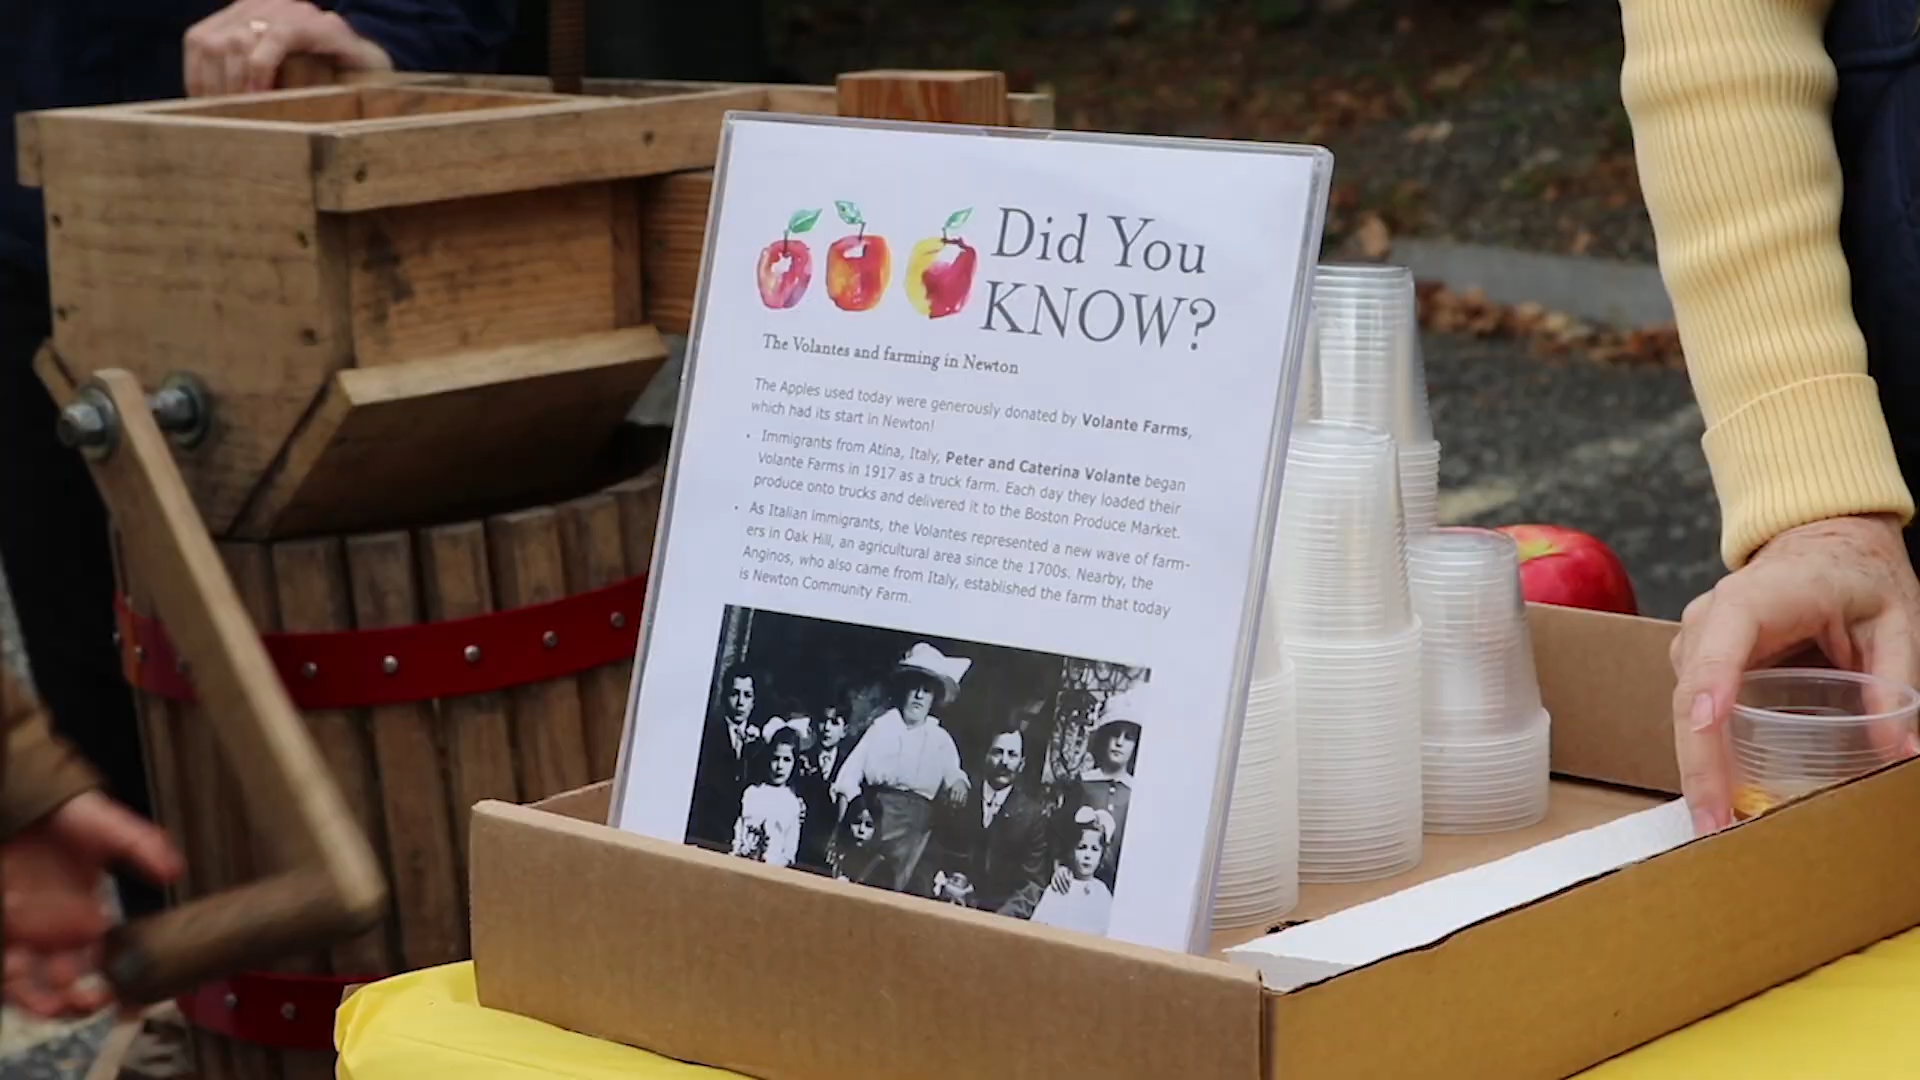 Did You
KNOW?
The Volantes and farming in Newton
The Apples used today were generously donated by Volante Farms,
which had its start in Newton!
• Immigrants from Atina, Italy, Peter and Caterina Volante began
Volante Farms in 1917 as a truck farm. Each day they loaded their
produce onto trucks and delivered it to the Boston Produce Market.
• As Italian immigrants, the Volantes represented a new wave of farm-
ers in Oak Hill, an agricultural area since the 1700s. Nearby, the
Anginos, who also came from Italy, established the farm that today
is Newton Community Farm.